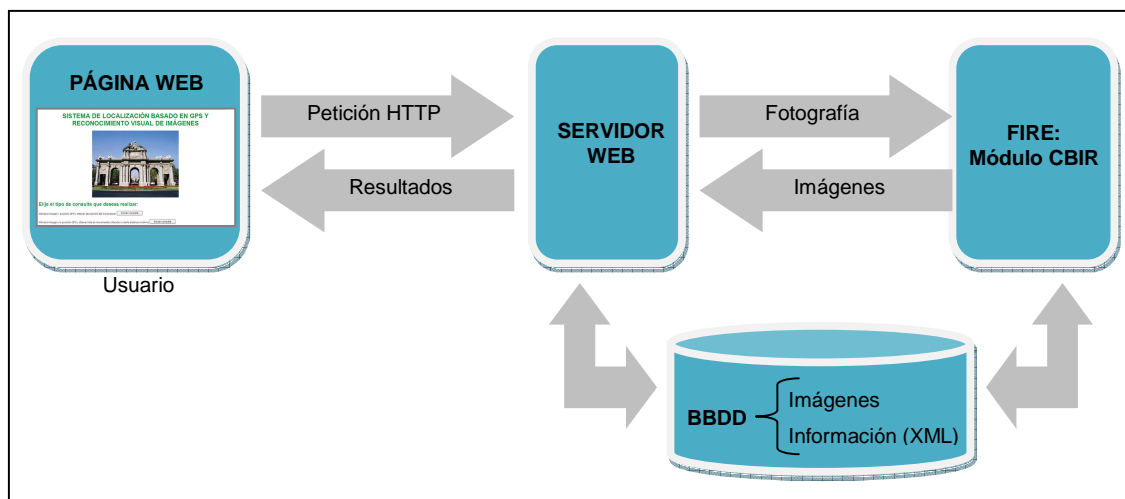 PÁGINA WEB
SISTEMA DE LOCALIZACIÓN BASADO EN GPS Y
RECONOCIMIENTO VISUAL DE IMÁGENES
Elije el tipo de consulta que deseas realizar:
Usuario
Petición HTTP
Resultados
SERVIDOR
WEB
Fotografía
Imágenes
FIRE:
Módulo CBIR
BBDD
Imágenes
Información (XML)